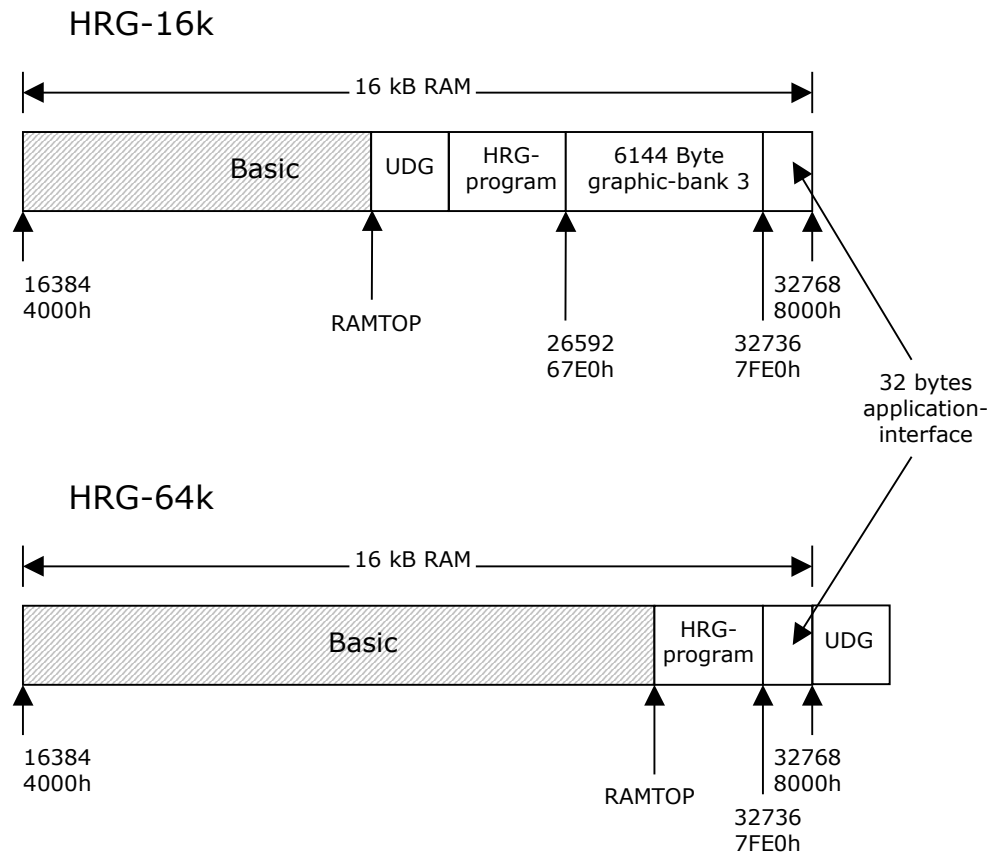 HRG-16k
16 kB RAM
Basic
UDG
HRG-
program
6144 Byte
graphic-bank 3
16384
4000h
RAMTOP
26592
67E0h
32736
7FE0h
32768
8000h
32 bytes
application-
interface
HRG-64k
16 kB RAM
Basic
HRG-
program
UDG
16384
4000h
RAMTOP
32736
7FE0h
32768
8000h